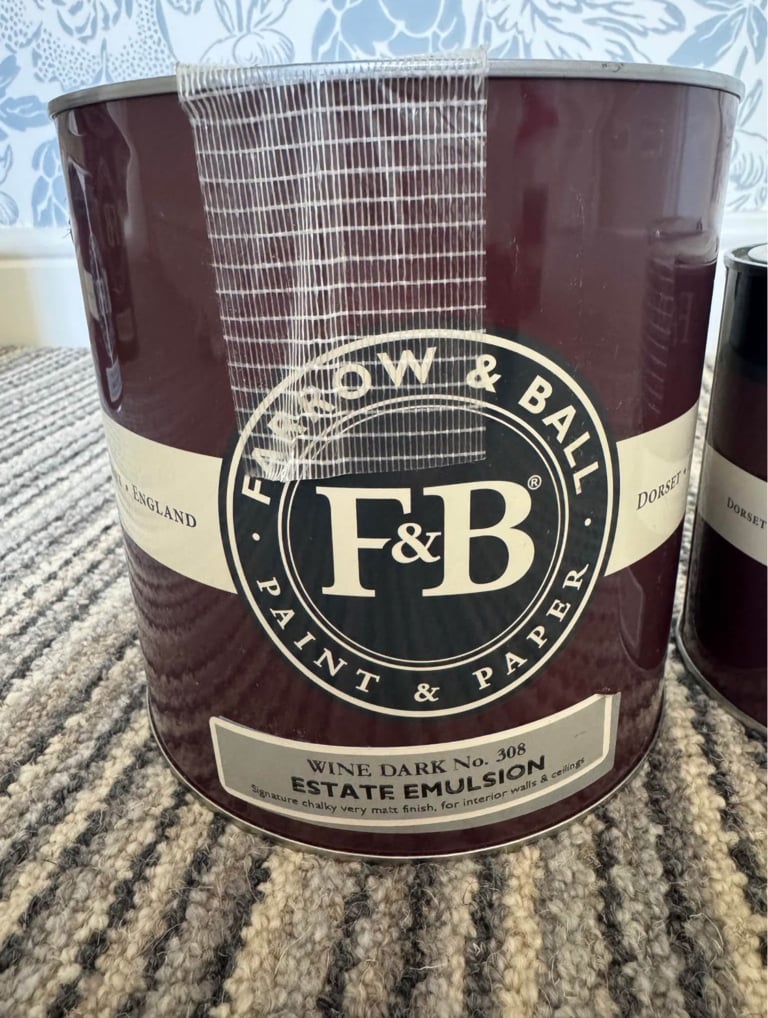 FARROW & BALL
F&B®
PAINT & PAPER
• ENGLAND
DORSET •
DORSET
WINE DARK No. 308
ESTATE EMULSION
Signature chalky very matt finish, for interior walls & ceilings